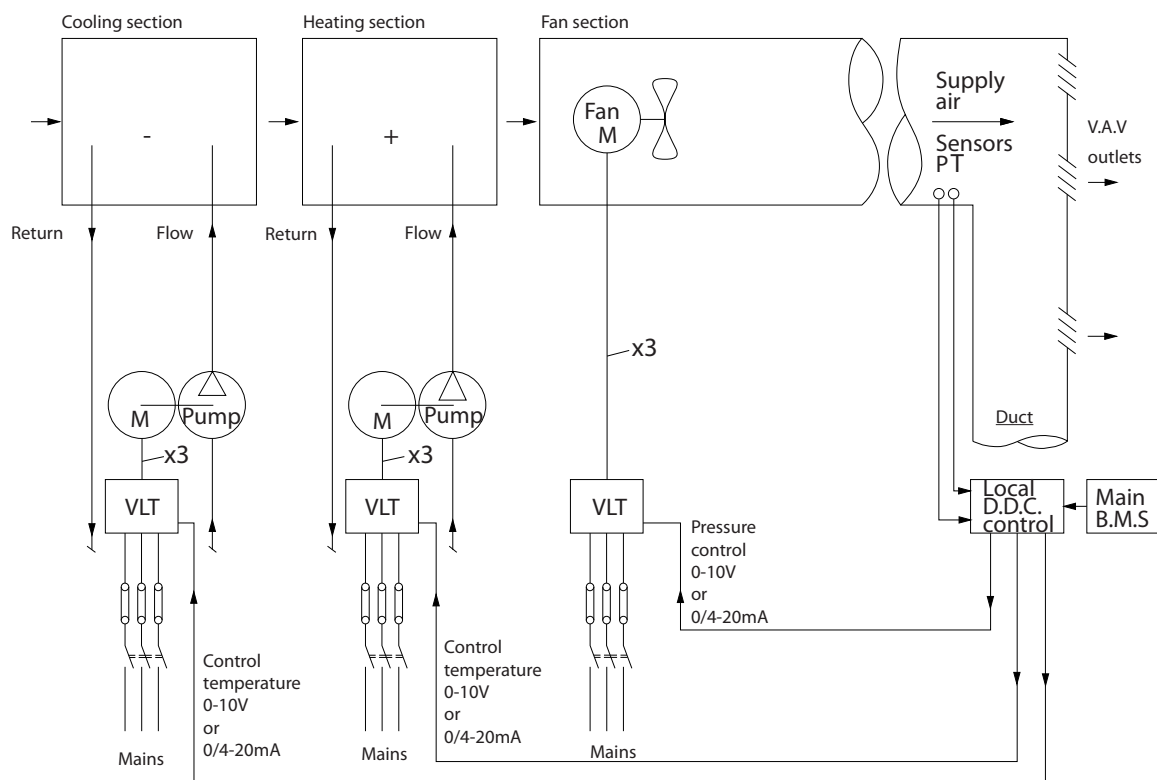 Cooling section
Heating section
Fan section
-
+
Fan
M
Supply
air
Sensors
PT
V.A.V
outlets
Return
Flow
Return
Flow
x3
M
Pump
M
Pump
Duct
x3
x3
VLT
VLT
VLT
Local
D.D.C.
control
Main
B.M.S
Pressure
control
0-10V
or
0/4-20mA
Control
temperature
0-10V
or
0/4-20mA
Control
temperature
0-10V
or
0/4-20mA
Mains
Mains
Mains